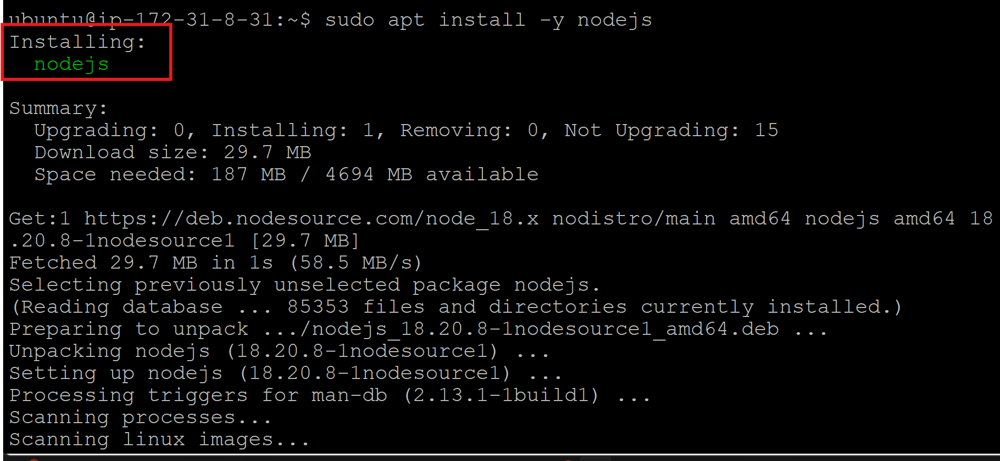 ubuntu@ip-172-31-8-31:~$ sudo apt install -y nodejs
Installing:
  nodejs

Summary:
  Upgrading: 0, Installing: 1, Removing: 0, Not Upgrading: 15
  Download size: 29.7 MB
  Space needed: 187 MB / 4694 MB available

Get:1 https://deb.nodesource.com/node_18.x nodistro/main amd64 nodejs amd64 18
.20.8-1nodesource1 [29.7 MB]
Fetched 29.7 MB in 1s (58.5 MB/s)
Selecting previously unselected package nodejs.
(Reading database ... 85353 files and directories currently installed.)
Preparing to unpack .../nodejs_18.20.8-1nodesource1_amd64.deb ...
Unpacking nodejs (18.20.8-1nodesource1) ...
Setting up nodejs (18.20.8-1nodesource1) ...
Processing triggers for man-db (2.13.1-1build1) ...
Scanning processes...
Scanning linux images...